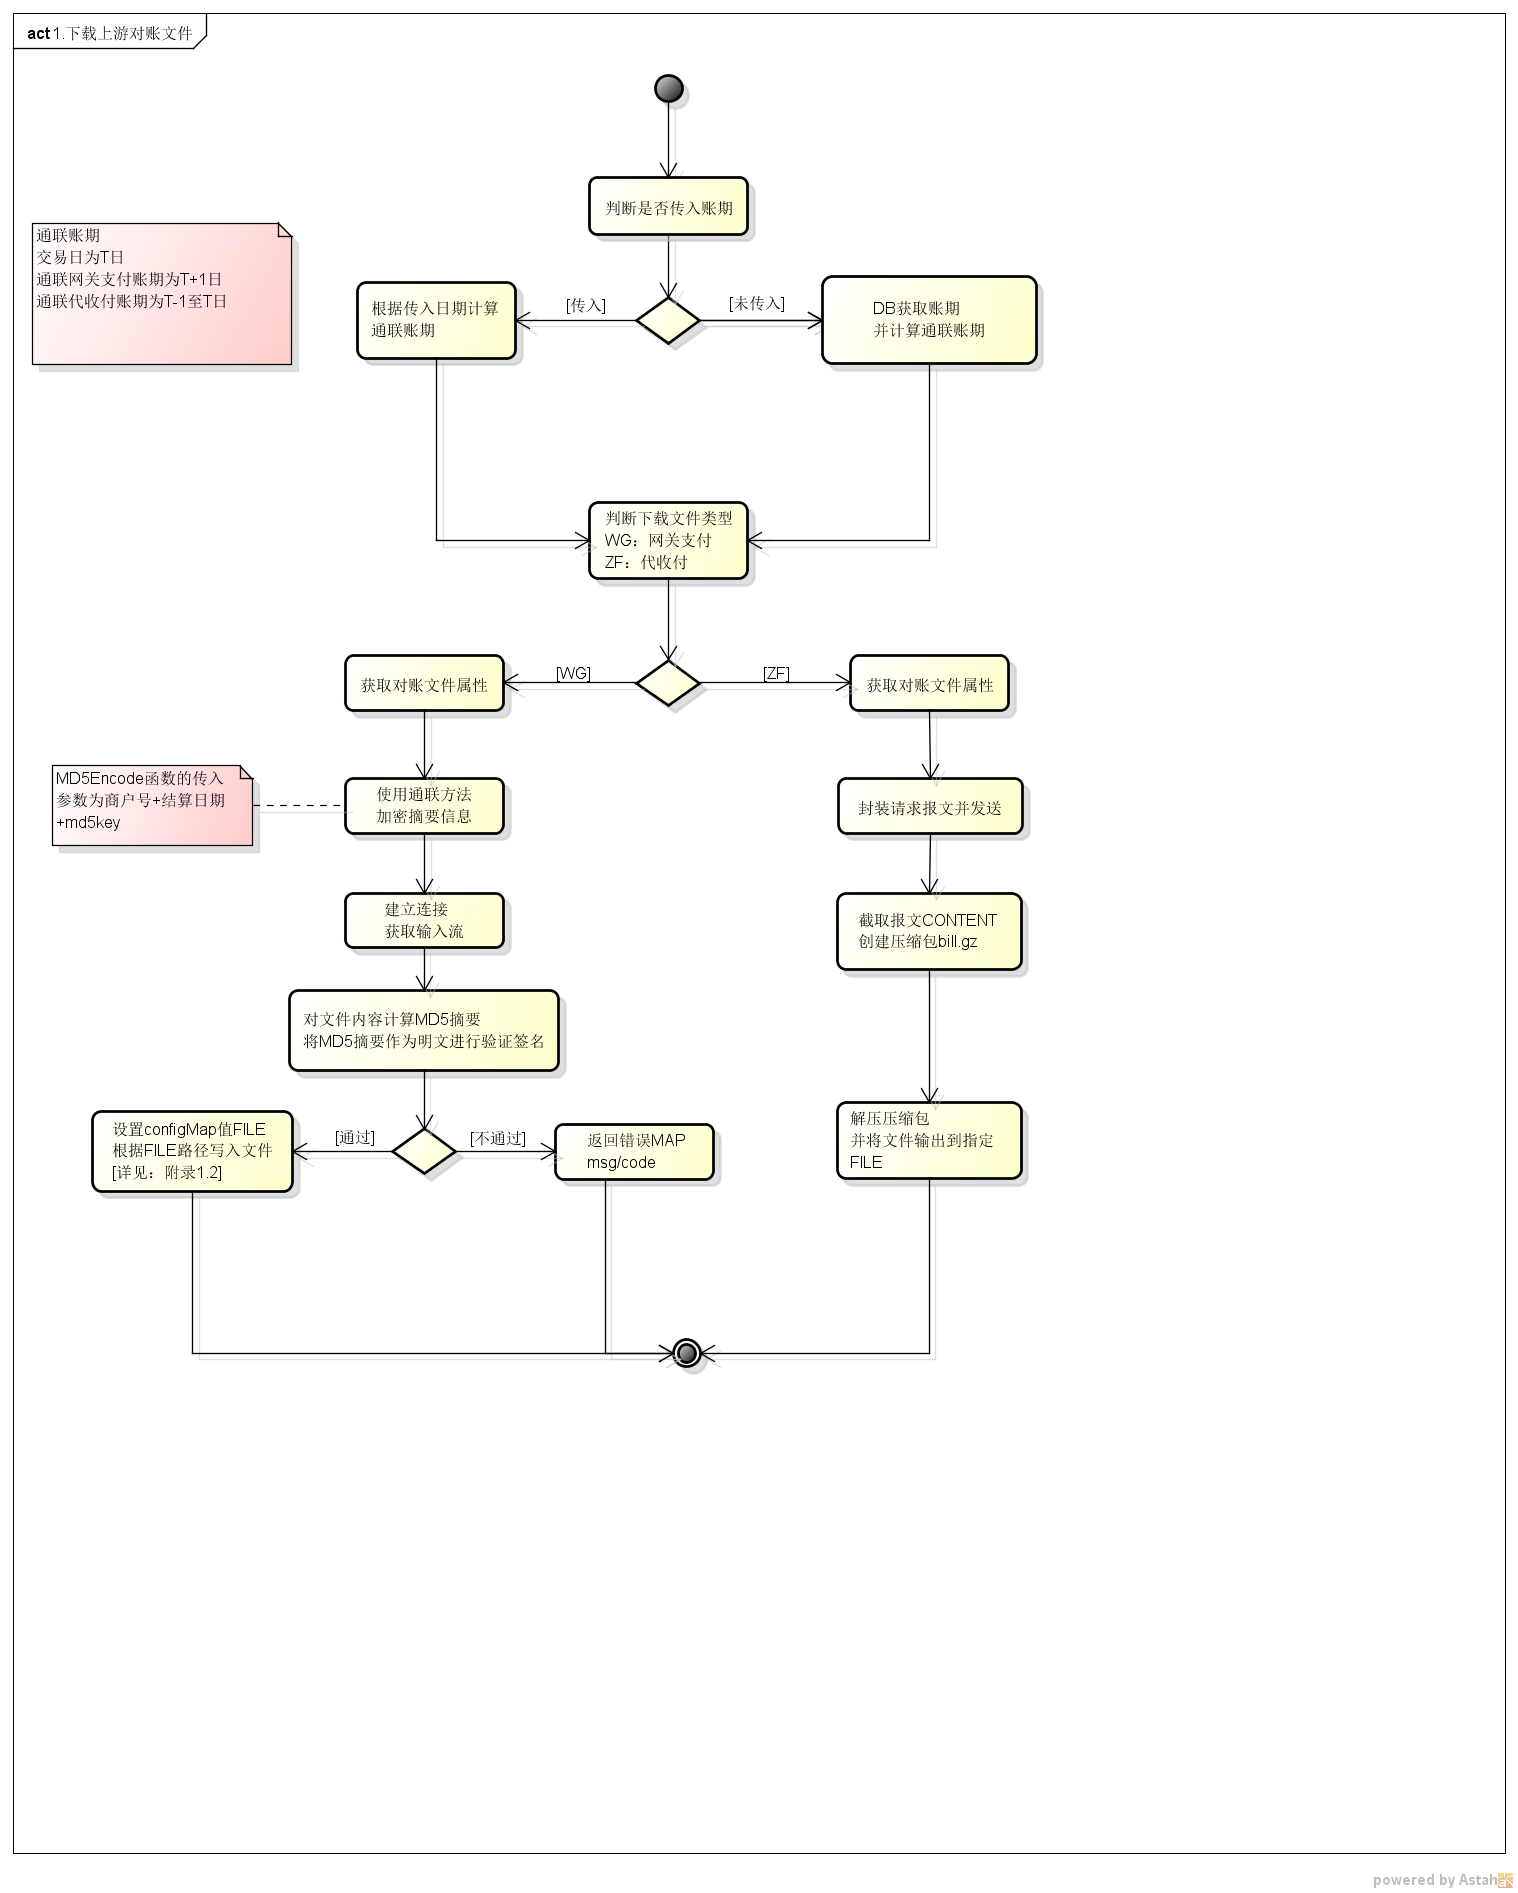 act 1.下载上游对账文件
判断是否传入账期
通联账期
交易日为T日
通联网关支付账期为T+1日
通联代收付账期为T-1至T日
根据传入日期计算
通联账期
[传入]
[未传入]
DB获取账期
并计算通联账期
判断下载文件类型
WG：网关支付
ZF：代收付
获取对账文件属性
[WG]
[ZF]
获取对账文件属性
MD5Encode函数的传入
参数为商户号+结算日期
+md5key
使用通联方法
加密摘要信息
封装请求报文并发送
建立连接
获取输入流
截取报文CONTENT
创建压缩包bill.gz
对文件内容计算MD5摘要
将MD5摘要作为明文进行验证签名
设置configMap值FILE
根据FILE路径写入文件
[详见：附录1.2]
[通过]
[不通过]
返回错误MAP
msg/code
解压压缩包
并将文件输出到指定
FILE
powered by Astah